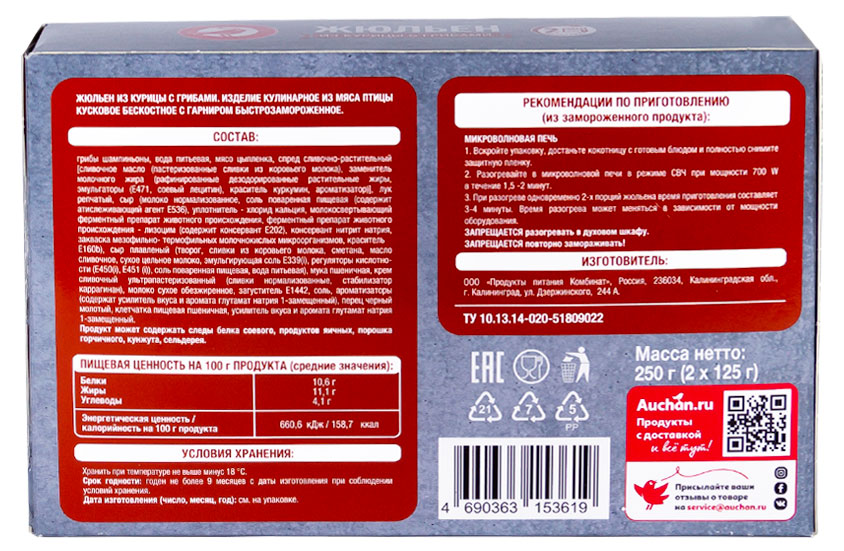 ЖЮЛЬЕН
ИЗ КУРИЦЫ С ГРИБАМИ
ЖЮЛЬЕН ИЗ КУРИЦЫ С ГРИБАМИ. ИЗДЕЛИЕ КУЛИНАРНОЕ ИЗ МЯСА ПТИЦЫ
КУСКОВОЕ БЕСКОСТНОЕ С ГАРНИРОМ БЫСТРОЗАМОРОЖЕННОЕ.
СОСТАВ:
грибы шампиньоны, вода питьевая, мясо цыпленка, спред сливочно-растительный
[сливочное масло (пастеризованные сливки из коровьего молока), заменитель
молочного жира (рафинированные дезодорированные растительные жиры,
эмульгаторы (Е471, соевый лецитин), краситель куркумин, ароматизатор)], лук
репчатый, сыр (молоко нормализованное, соль поваренная пищевая (содержит
антислеживающий агент Е536), уплотнитель - хлорид кальция, молокосвертывающий
ферментный препарат животного происхождения, ферментный препарат животного
происхождения - лизоцим (содержит консервант Е202), консервант нитрат натрия,
закваска мезофильно- термофильных молочнокислых микроорганизмов, краситель
Е160b), сыр плавленый (творог, сливки из коровьего молока, сметана, масло
сливочное, сухое цельное молоко, эмульгирующая соль Е339(i), регуляторы кислотно-
сти (Е450(i), Е451 (i)), соль поваренная пищевая, вода питьевая), мука пшеничная, крем
сливочный ультрапастеризованный (сливки нормализованные, стабилизатор
каррагинан), молоко сухое обезжиренное, загуститель Е1442, соль, ароматизаторы
(содержат усилитель вкуса и аромата глутамат натрия 1-замещенный), перец черный
молотый, клетчатка пищевая пшеничная, усилитель вкуса и аромата глутамат натрия
1-замещенный.
Продукт может содержать следы белка соевого, продуктов яичных, порошка
горчичного, кунжута, сельдерея.
ПИЩЕВАЯ ЦЕННОСТЬ НА 100 Г ПРОДУКТА (средние значения):
Белки 10,6 г
Жиры 11,1 г
Углеводы 4,1 г
Энергетическая ценность /
калорийность на 100 г продукта 660,6 кДж / 158,7 ккал
УСЛОВИЯ ХРАНЕНИЯ:
Хранить при температуре не выше минус 18 °С.
Срок годности: годен не более 9 месяцев с даты изготовления при соблюдении
условий хранения.
Дата изготовления (число, месяц, год): см. на упаковке.
РЕКОМЕНДАЦИИ ПО ПРИГОТОВЛЕНИЮ
(из замороженного продукта):
МИКРОВОЛНОВАЯ ПЕЧЬ
1. Вскройте упаковку, достаньте кокотницу с готовым блюдом и полностью снимите
защитную пленку.
2. Разогревайте в микроволновой печи в режиме СВЧ при мощности 700 W
в течение 1,5 -2 минут.
3. При разогреве одновременно 2-х порций жюльена время приготовления составляет
3-4 минуты. Время разогрева может меняться в зависимости от мощности
оборудования.
ЗАПРЕЩАЕТСЯ разогревать в духовом шкафу.
ЗАПРЕЩАЕТСЯ повторно замораживать!
ИЗГОТОВИТЕЛЬ:
ООО «Продукты питания Комбинат», Россия, 236034, Калининградская обл.,
г. Калининград, ул. Дзержинского, 244 А.
ТУ 10.13.14-020-51809022
EAC
21 7 5
PP
Масса нетто:
250 г (2 x 125 г)
Auchan.ru
Продукты
с доставкой
и всё тут!
Присылайте ваши
отзывы о товаре
на service@auchan.ru
4 690363 153619